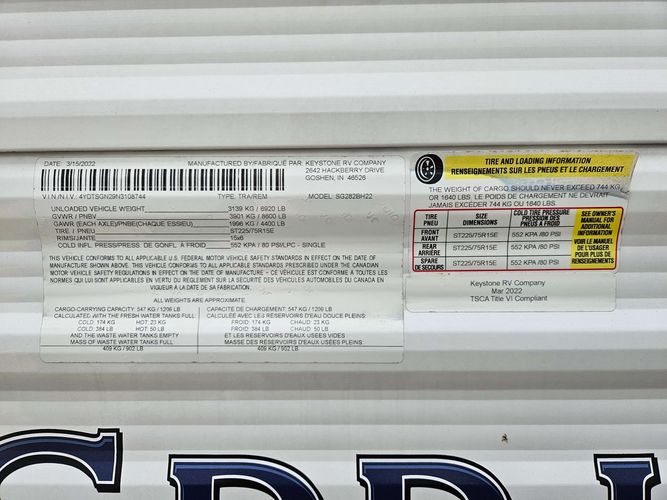 DATE: 3/15/2022
MANUFACTURED BY/FABRIQUÉ PAR: KEYSTONE RV COMPANY
2642 HACKBERRY DRIVE
GOSHEN, IN 46526
V I N /N.I.V.: 4YDTSGN29N3108744 TYPE: TRA/REM MODEL: SG282BH22
UNLOADED VEHICLE WEIGHT: 3139 KG / 6920 LB
GVWR / PNBV: 3901 KG / 8600 LB
GAWR (EACH AXLE)/PNBE(CHAQUE ESSIEU) 1996 KG / 4400 LB
TIRE / PNEU: ST225/75R15E
RIMS/JANTE: 15x6
COLD INFL. PRESS/PRESS. DE GONFL. A FROID: 552 KPA / 80 PSI/LPC - SINGLE
THIS VEHICLE CONFORMS TO ALL APPLICABLE U.S. FEDERAL MOTOR VEHICLE SAFETY STANDARDS IN EFFECT ON THE DATE OF
MANUFACTURE SHOWN ABOVE. THIS VEHICLE CONFORMS TO ALL APPLICABLE STANDARDS PRESCRIBED UNDER THE CANADIAN
MOTOR VEHICLE SAFETY REGULATIONS IN EFFECT ON THE DATE OF MANUFACTURE - CE VÉHICULE EST CONFORME A TOUTES LES
NORMES QUI LUI SONT APPLICABLES EN VERTU DU RÈGLEMENT SUR LA SÉCURITÉ DES VÉHICULES AUTOMOBILES DU CANADA EN
VIGUEUR A LA DATE DE SA FABRICATION.
ALL WEIGHTS ARE APPROXIMATE.
CARGO-CARRYING CAPACITY: 547 KG / 1206 LB
CALCULATED WITH THE FRESH WATER TANKS FULL:
COLD: 174 KG HOT: 23 KG
COLD: 384 LB HOT: 50 LB
AND THE WASTE WATER TANKS EMPTY
MASS OF WASTE WATER TANKS FULL:
409 KG / 902 LB
CAPACITÉ DE CHARGEMENT: 547 KG / 1206 LB
CALCULÉE AVEC LES RÉSERVOIRS D'EAU DOUCE PLEINS:
FROID: 174 KG CHAUD: 23 KG
FROID: 384 LB CHAUD: 50 LB
ET RÉSERVOIRS D'EAUX USÉES VIDES
MASSE DES RÉSERVOIRS D'EAUX USÉES PLEINS:
409 KG / 902 LB
TIRE AND LOADING INFORMATION
RENSEIGNEMENTS SUR LES PNEUS ET LE CHARGEMENT
THE WEIGHT OF CARGO SHOULD NEVER EXCEED 744 KG
OR 1640 LBS. LE POIDS DE CHARGEMENT NE DEVRAIT
JAMAIS EXCEDER 744 KG OU 1640 LBS.
TIRE
PNEU
SIZE
DIMENSIONS
COLD TIRE PRESSURE
PRESSION DES
PNEUS À FROID
FRONT
AVANT
ST225/75R15E 552 KPA /80 PSI
REAR
ARRIÈRE
ST225/75R15E 552 KPA /80 PSI
SPARE
DE SECOURS
ST225/75R15E 552 KPA /80 PSI
SEE OWNER'S
MANUAL FOR
ADDITIONAL
INFORMATION
VOIR LE MANUEL
DE L'USAGER
POUR PLUS DE
RENSEIGNEMENTS
Keystone RV Company
Mar 2022
TSCA Title VI Compliant